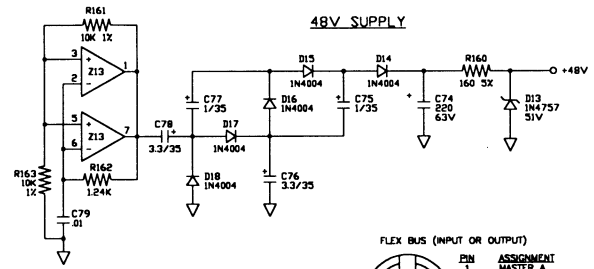 48V SUPPLY
R161
10K 1%
3
+
2
-
Z13
1
5
+
6
-
Z13
7
R163
10K
1%
R162
1.24K
C79
.01
C78
+
3.3/35
+
C77
1/35
D18
1N4004
D17
1N4004
D16
1N4004
D15
1N4004
+
C76
3.3/35
+
C75
1/35
D14
1N4004
+
C74
220
63V
R160
160 5%
+48V
D13
1N4757
51V
FLEX BUS (INPUT OR OUTPUT)
PIN ASSIGNMENT
1 MASTER A